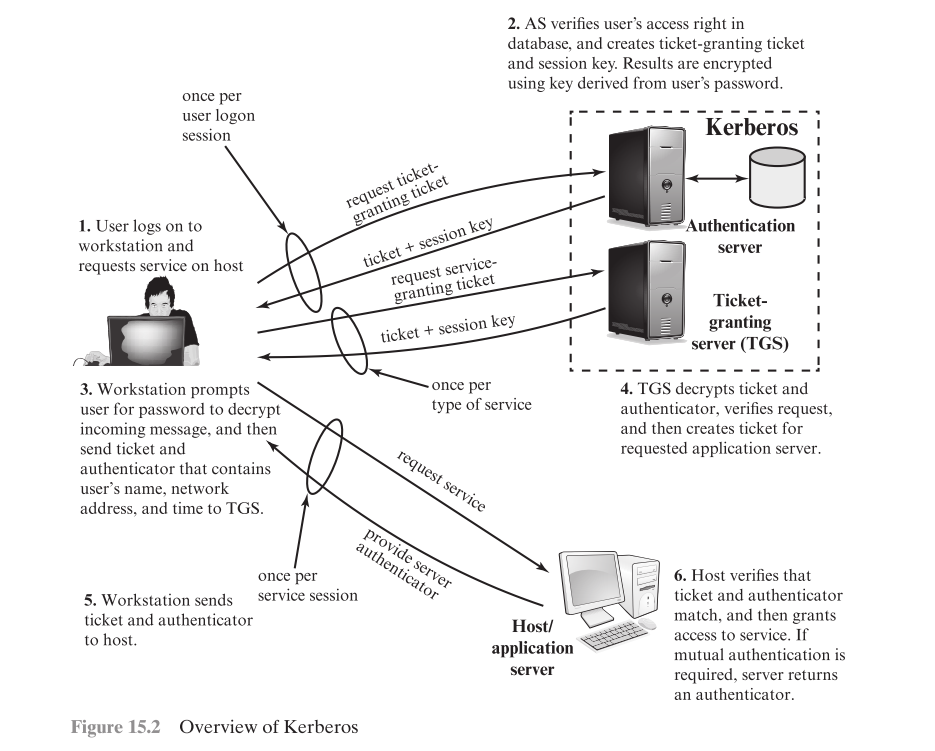 2. AS verifies user's access right in
database, and creates ticket-granting ticket
and session key. Results are encrypted
using key derived from user's password.
once per
user logon
session
Kerberos
request ticket-
granting ticket
1. User logs on to
workstation and
requests service on host
ticket + session key
Authentication
server
request service-
granting ticket
Ticket-
granting
server (TGS)
ticket + session key
once per
type of service
3. Workstation prompts
user for password to decrypt
incoming message, and then
send ticket and
authenticator that contains
user's name, network
address, and time to TGS.
4. TGS decrypts ticket and
authenticator, verifies request,
and then creates ticket for
requested application server.
request service
provide server
authenticator
once per
service session
5. Workstation sends
ticket and authenticator
to host.
Host/
application
server
6. Host verifies that
ticket and authenticator
match, and then grants
access to service. If
mutual authentication is
required, server returns
an authenticator.
Figure 15.2 Overview of Kerberos